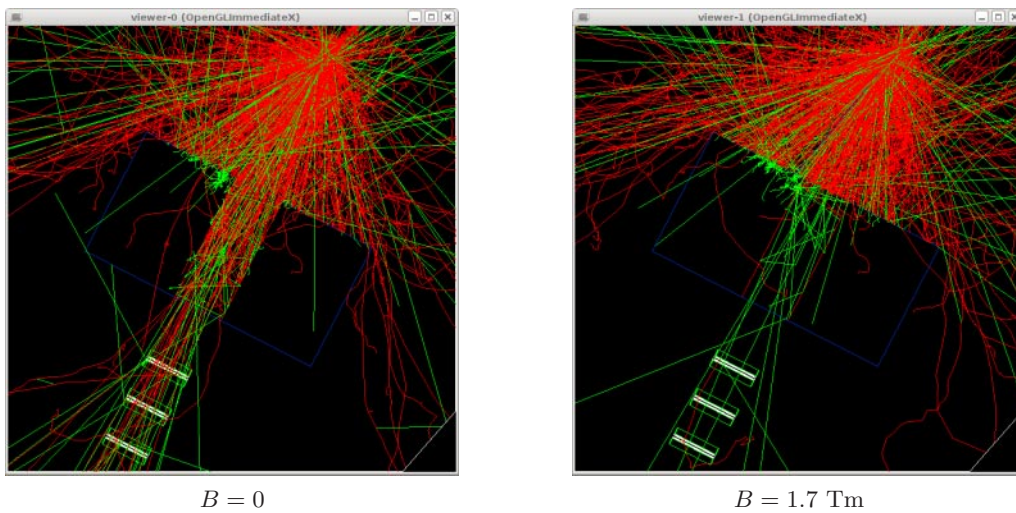 viewer-0 (OpenGLImmediateX)
viewer-1 (OpenGLImmediateX)
B = 0
B = 1.7 Tm